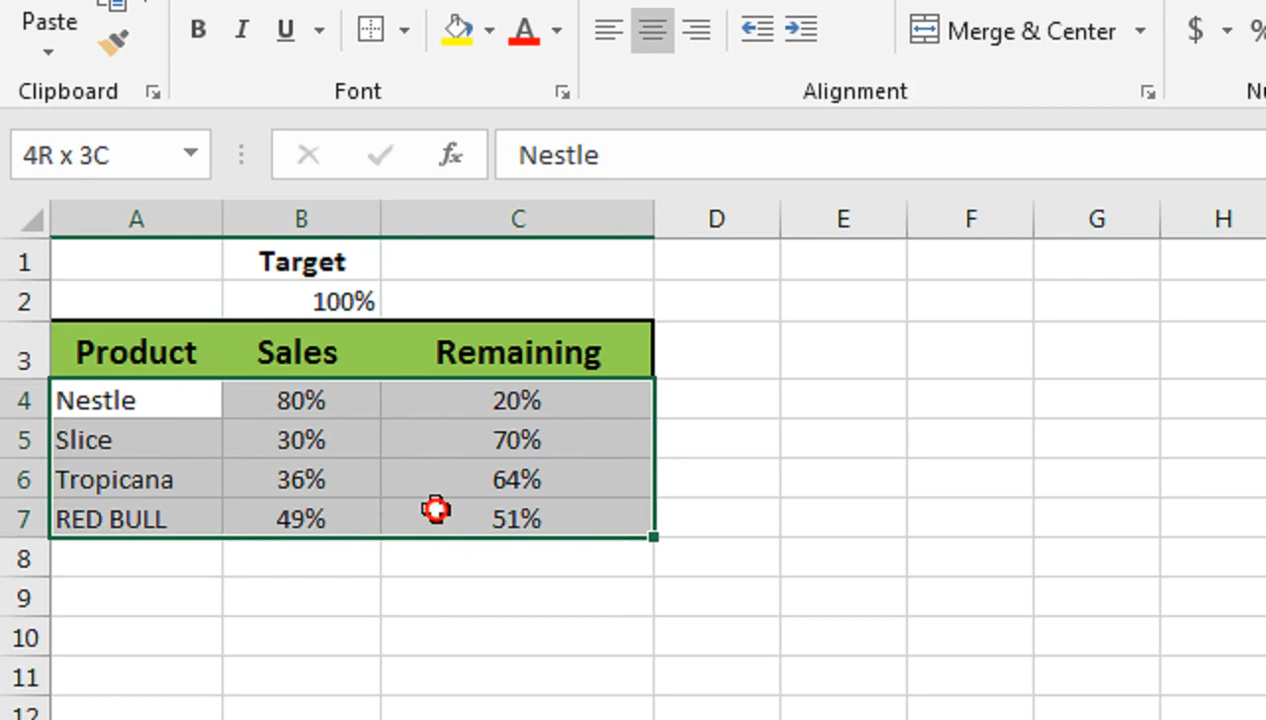 Paste
B I U A
Merge & Center $ %
Clipboard Font Alignment
4R x 3C fx Nestle
A B C D E F G H
1 Target
2 100%
3 Product Sales Remaining
4 Nestle 80% 20%
5 Slice 30% 70%
6 Tropicana 36% 64%
7 RED BULL 49% 51%
8
9
10
11
12